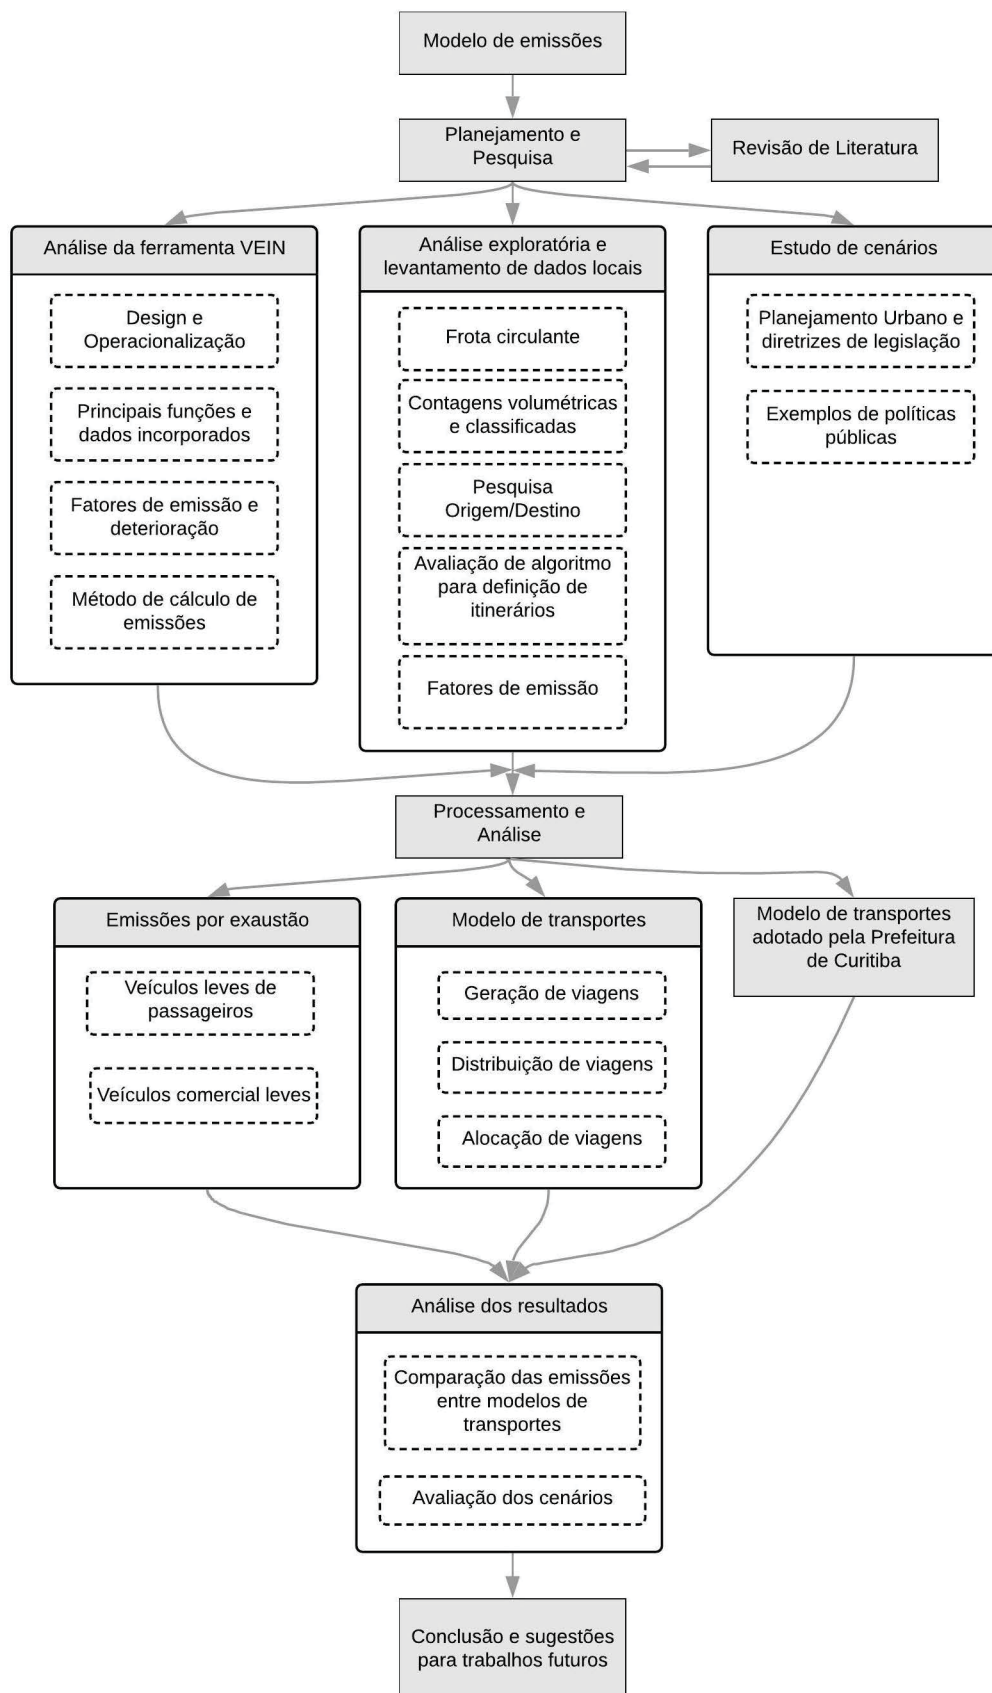 Modelo de emissões
Planejamento e
Pesquisa
Revisão de Literatura
Análise da ferramenta VEIN
Design e
Operacionalização
Principais funções e
dados incorporados
Fatores de emissão e
deterioração
Método de cálculo de
emissões
Análise exploratória e
levantamento de dados locais
Frota circulante
Contagens volumétricas
e classificadas
Pesquisa
Origem/Destino
Avaliação de algoritmo
para definição de
itinerários
Fatores de emissão
Estudo de cenários
Planejamento Urbano e
diretrizes de legislação
Exemplos de políticas
públicas
Processamento e
Análise
Emissões por exaustão
Veículos leves de
passageiros
Veículos comercial leves
Modelo de transportes
Geração de viagens
Distribuição de viagens
Alocação de viagens
Modelo de transportes
adotado pela Prefeitura
de Curitiba
Análise dos resultados
Comparação das emissões
entre modelos de
transportes
Avaliação dos cenários
Conclusão e sugestões
para trabalhos futuros